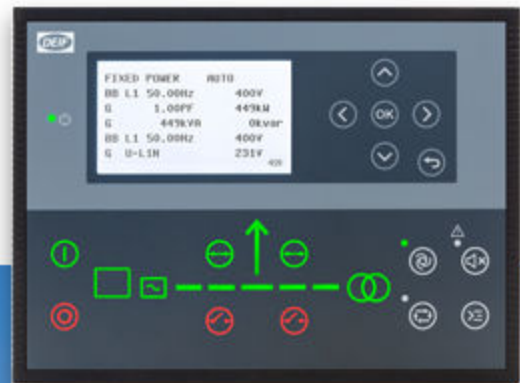 DEIF
FIXED POWER AUTO
BB L1 50.00Hz 400V
G 1.00PF 449kW
G 449kVA 0kvar
BB L1 50.00Hz 400V
G U-L1N 231V
OK